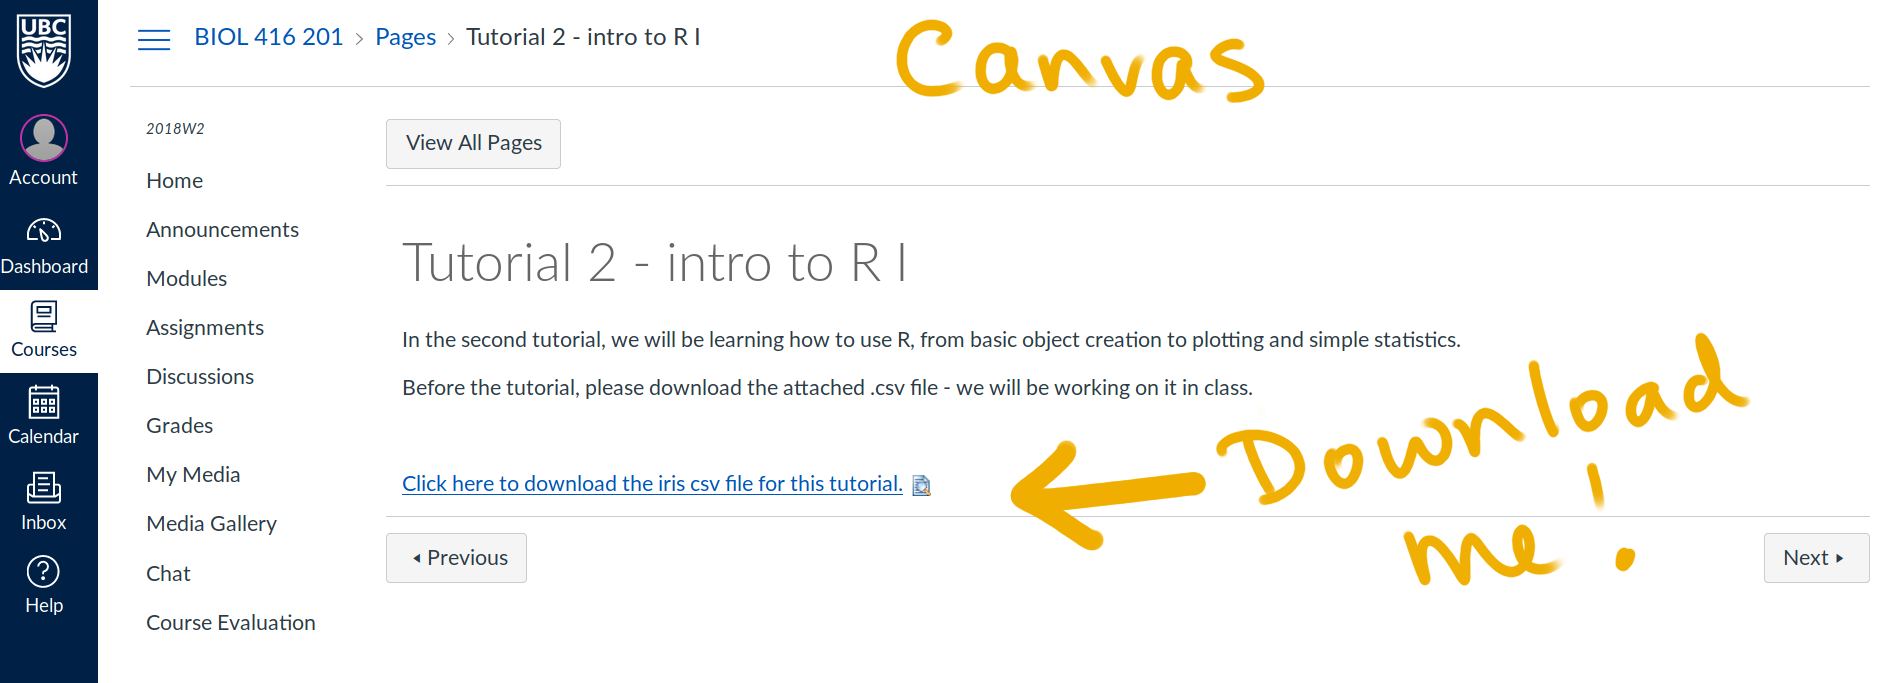 UBC
Account
Dashboard
Courses
Calendar
Inbox
Help
BIOL 416 201 > Pages > Tutorial 2 - intro to R I
Canvas
2018W2
Home
Announcements
Modules
Assignments
Discussions
Grades
My Media
Media Gallery
Chat
Course Evaluation
View All Pages
Tutorial 2 - intro to R I
In the second tutorial, we will be learning how to use R, from basic object creation to plotting and simple statistics.
Before the tutorial, please download the attached .csv file - we will be working on it in class.
Click here to download the iris csv file for this tutorial.
Download
me!
Previous
Next